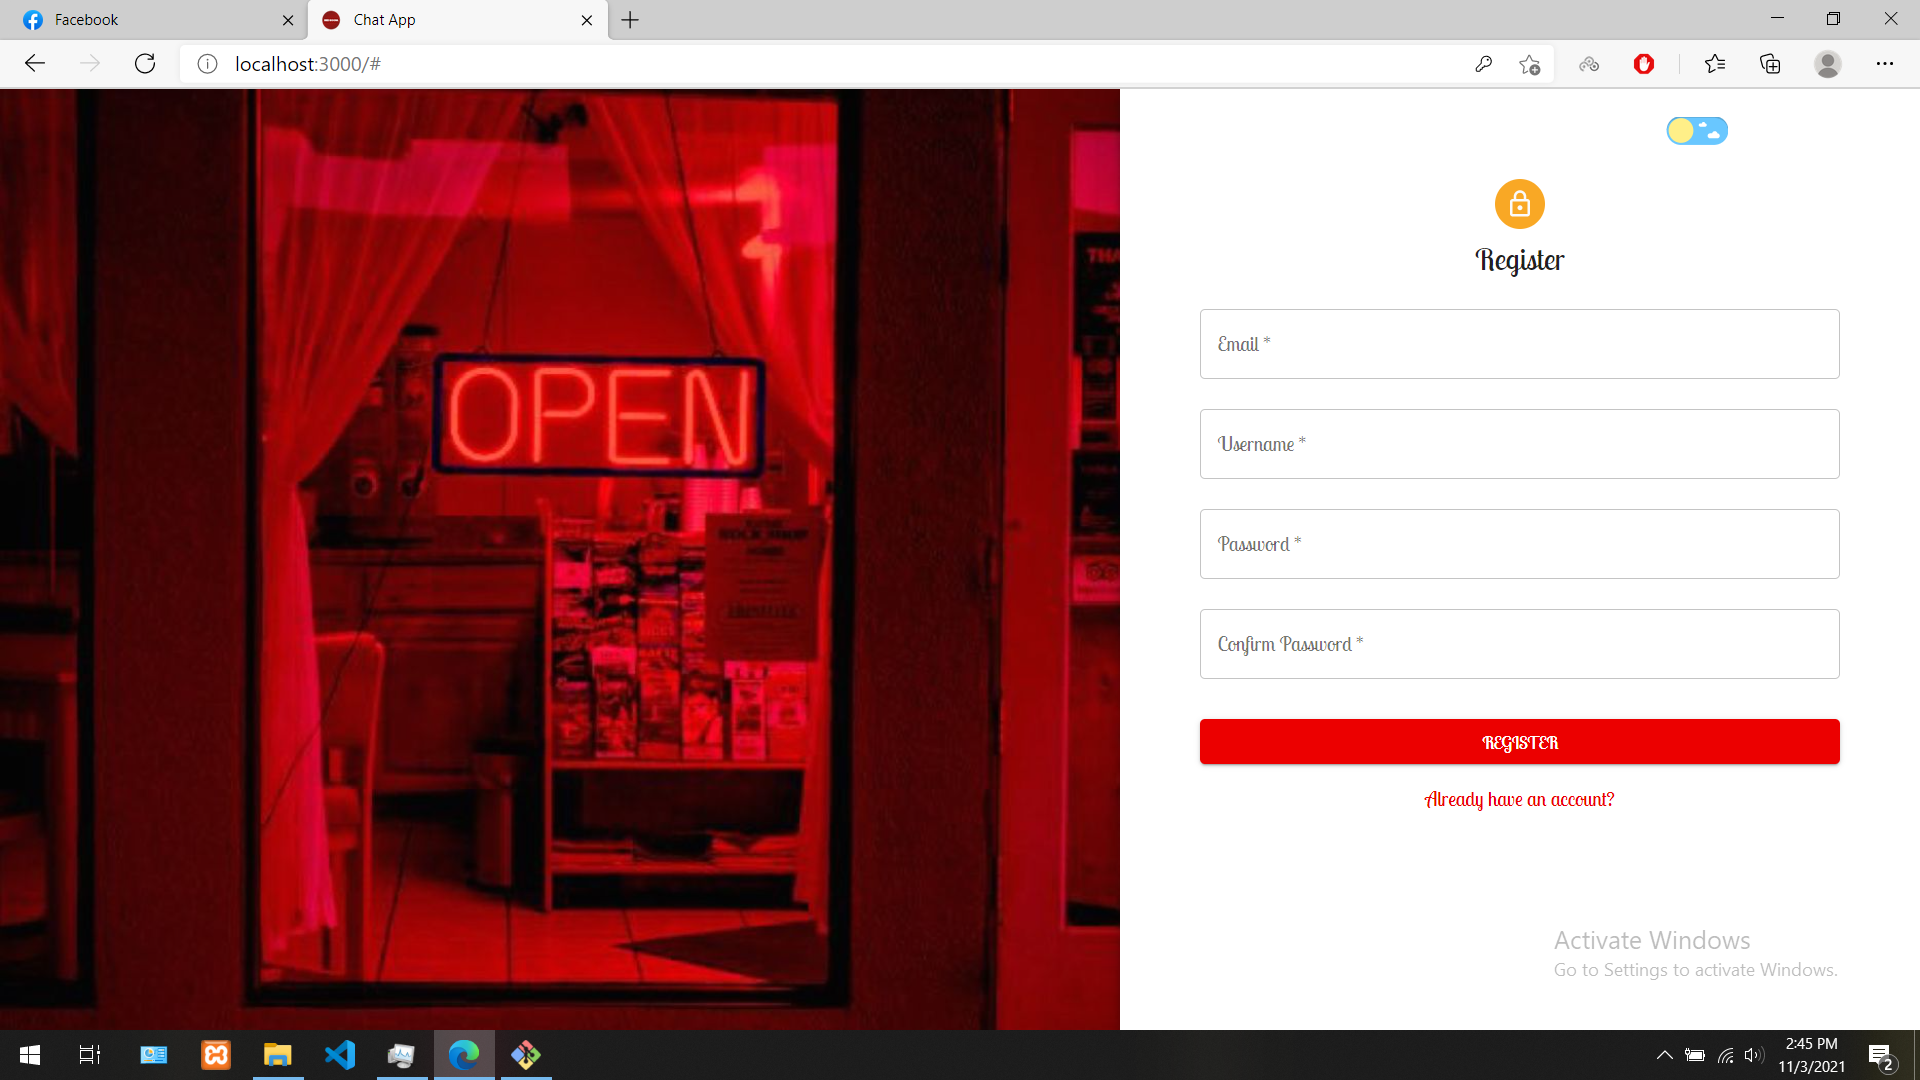 Facebook
Chat App
localhost:3000/#
OPEN
THA
Register
Email *
Username *
Password *
Confirm Password *
REGISTER
Already have an account?
Activate Windows
Go to Settings to activate Windows.
2:45 PM
11/3/2021
2